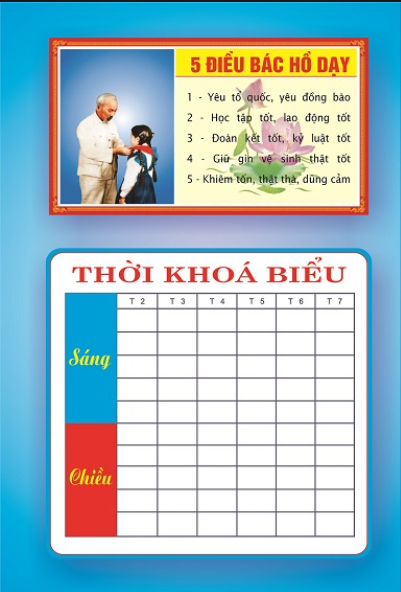 5 ĐIỀU BÁC HỒ DẠY
1 - Yêu tổ quốc, yêu đồng bào
2 - Học tập tốt, lao động tốt
3 - Đoàn kết tốt, kỷ luật tốt
4 - Giữ gìn vệ sinh thật tốt
5 - Khiêm tốn, thật thà, dũng cảm
THỜI KHOÁ BIỂU
T 2 T 3 T 4 T 5 T 6 T 7
Sáng
Chiều